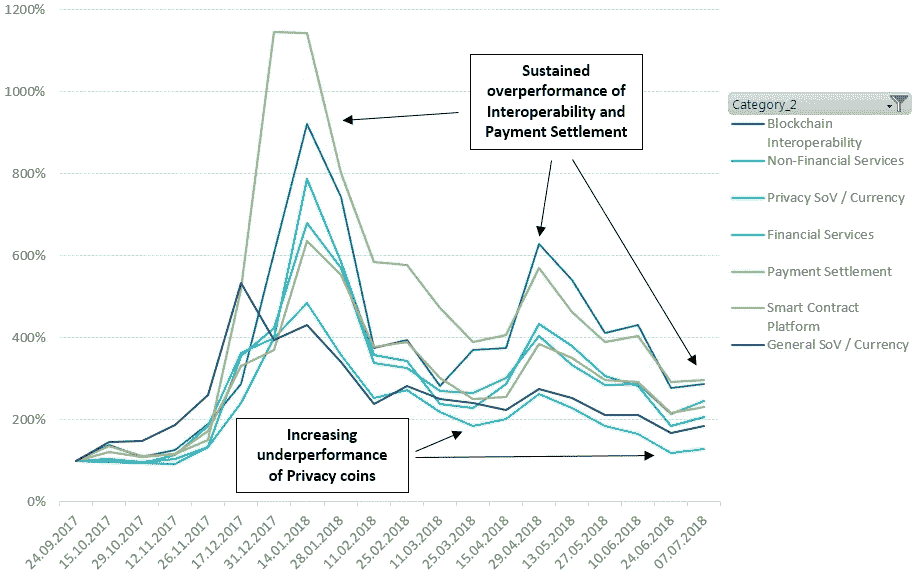 1200%
1000%
800%
600%
400%
200%
0%
Sustained
overperformance of
Interoperability and
Payment Settlement
Increasing
underperformance
of Privacy coins
Category_2
Blockchain
Interoperability
Non-Financial Services
Privacy SoV / Currency
Financial Services
Payment Settlement
Smart Contract
Platform
General SoV / Currency
24.09.2017
15.10.2017
29.10.2017
12.11.2017
26.11.2017
17.12.2017
31.12.2017
14.01.2018
28.01.2018
11.02.2018
25.02.2018
11.03.2018
25.03.2018
15.04.2018
29.04.2018
13.05.2018
27.05.2018
10.06.2018
24.06.2018
07.07.2018